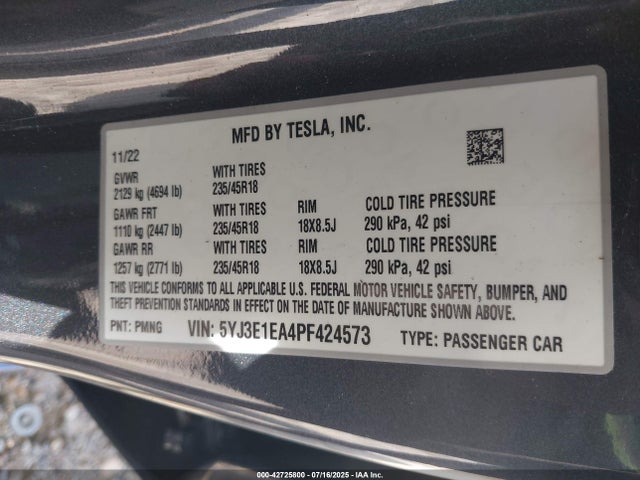 MFD BY TESLA, INC.
11/22
GVWR WITH TIRES
2129 kg (4694 lb) 235/45R18
GAWR FRT WITH TIRES RIM COLD TIRE PRESSURE
1110 kg (2447 lb) 235/45R18 18X8.5J 290 kPa, 42 psi
GAWR RR WITH TIRES RIM COLD TIRE PRESSURE
1257 kg (2771 lb) 235/45R18 18X8.5J 290 kPa, 42 psi
THIS VEHICLE CONFORMS TO ALL APPLICABLE U.S. FEDERAL MOTOR VEHICLE SAFETY, BUMPER, AND
THEFT PREVENTION STANDARDS IN EFFECT ON THE DATE OF MANUFACTURE SHOWN ABOVE.
PNT: PMNG VIN: 5YJ3E1EA4PF424573 TYPE: PASSENGER CAR
000-42725800 - 07/16/2025 - IAA Inc.